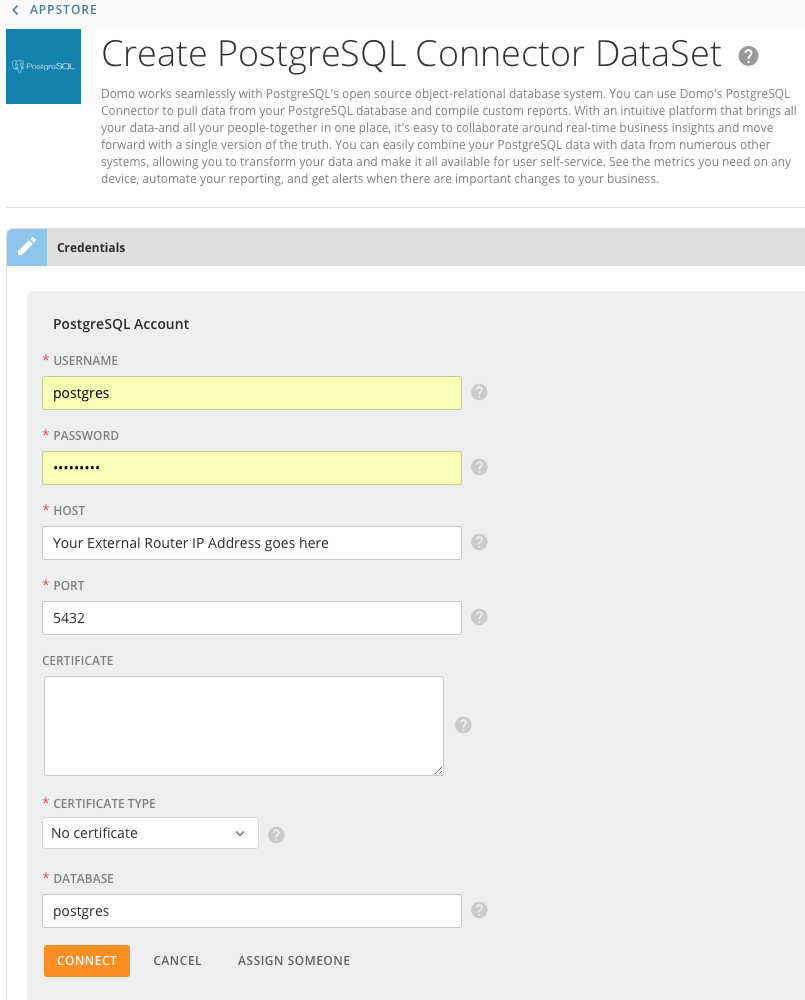 APPSTORE
PostgreSQL
Create PostgreSQL Connector DataSet ?
Domo works seamlessly with PostgreSQL's open source object-relational database system. You can use Domo's PostgreSQL
Connector to pull data from your PostgreSQL database and compile custom reports. With an intuitive platform that brings all
your data-and all your people-together in one place, it's easy to collaborate around real-time business insights and move
forward with a single version of the truth. You can easily combine your PostgreSQL data with data from numerous other
systems, allowing you to transform your data and make it all available for user self-service. See the metrics you need on any
device, automate your reporting, and get alerts when there are important changes to your business.
Credentials
PostgreSQL Account
* USERNAME
postgres ?
* PASSWORD
••••••••• ?
* HOST
Your External Router IP Address goes here ?
* PORT
5432 ?
CERTIFICATE
?
* CERTIFICATE TYPE
No certificate ?
* DATABASE
postgres ?
CONNECT CANCEL ASSIGN SOMEONE